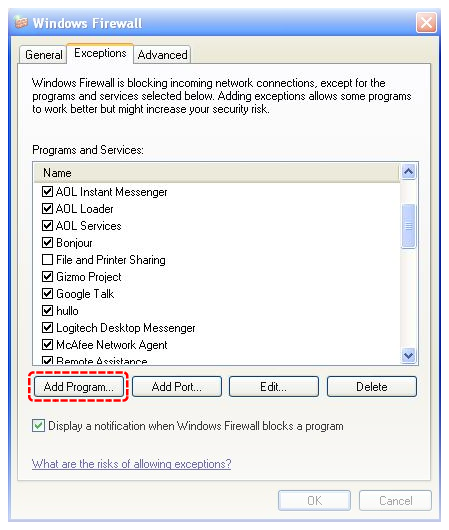 Windows Firewall
General Exceptions Advanced
Windows Firewall is blocking incoming network connections, except for the
programs and services selected below. Adding exceptions allows some programs
to work better but might increase your security risk.
Programs and Services:
Name
AOL Instant Messenger
AOL Loader
AOL Services
Bonjour
File and Printer Sharing
Gizmo Project
Google Talk
hullo
Logitech Desktop Messenger
McAfee Network Agent
Remote Assistance
Add Program... Add Port... Edit... Delete
Display a notification when Windows Firewall blocks a program
What are the risks of allowing exceptions?
OK Cancel